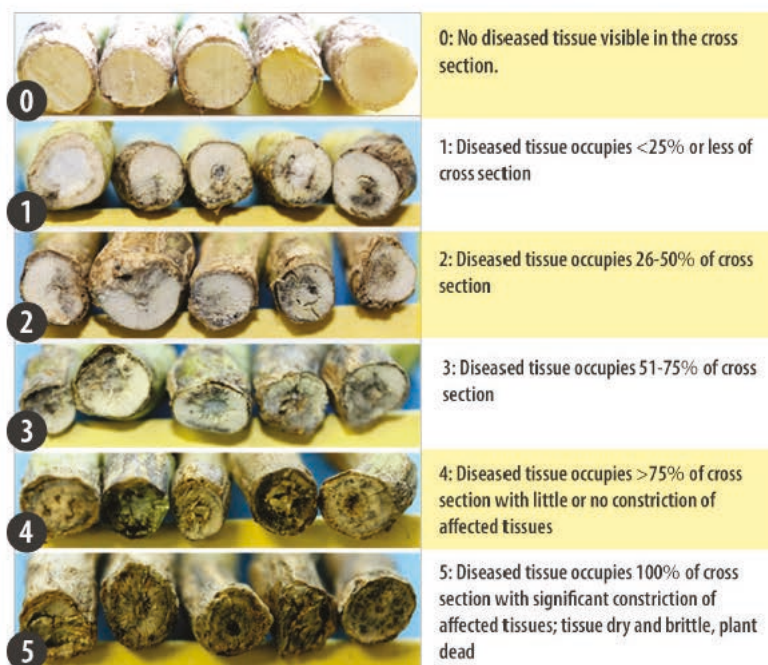 0
0: No diseased tissue visible in the cross
section.
1
1: Diseased tissue occupies <25% or less of
cross section
2
2: Diseased tissue occupies 26-50% of cross
section
3
3: Diseased tissue occupies 51-75% of cross
section
4
4: Diseased tissue occupies >75% of cross
section with little or no constriction of
affected tissues
5
5: Diseased tissue occupies 100% of cross
section with significant constriction of
affected tissues; tissue dry and brittle, plant
dead